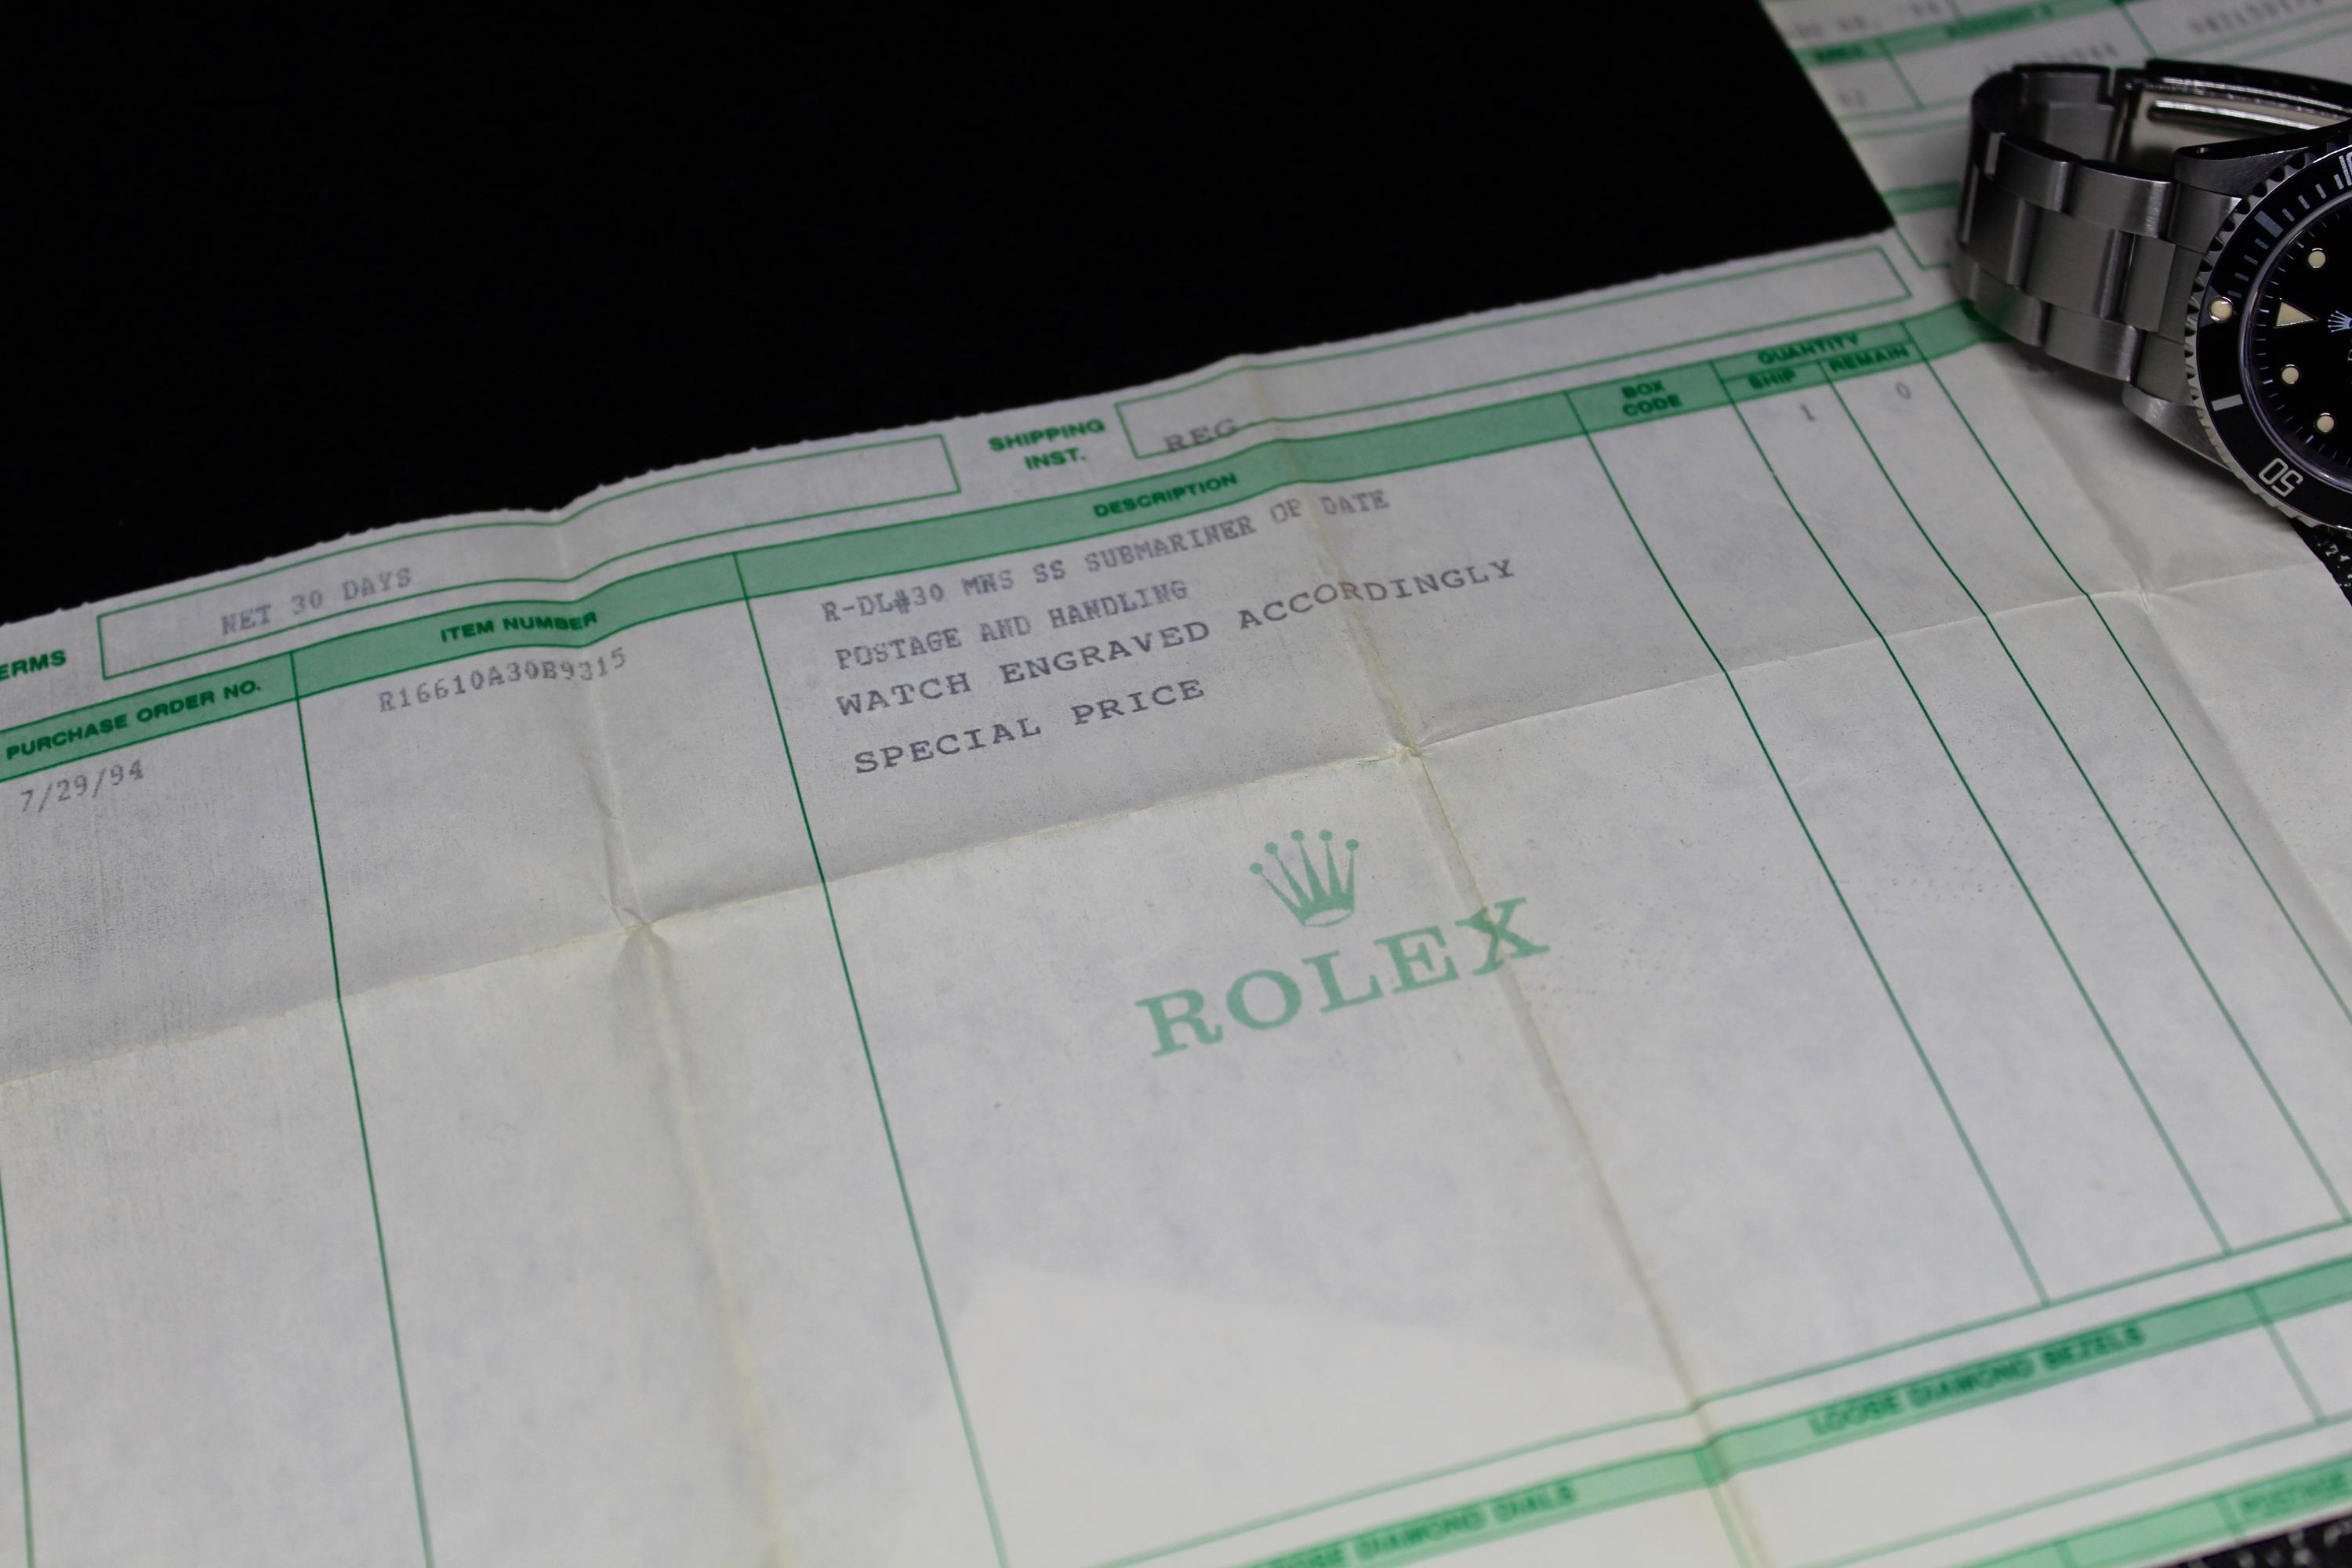 SHIPPING
INST.
REG
ERMS
NET 30 DAYS
PURCHASE ORDER NO.
ITEM NUMBER
DESCRIPTION
BOX
CODE
QUANTITY
SHIP
REMAIN
7/29/94
R16610A30B9315
R-DL#30 MNS SS SUBMARINER OP DATE
1
0
POSTAGE AND HANDLING
WATCH ENGRAVED ACCORDINGLY
SPECIAL PRICE
ROLEX
LOOSE DIAMOND BEZELS
DIAMOND DIALS
50